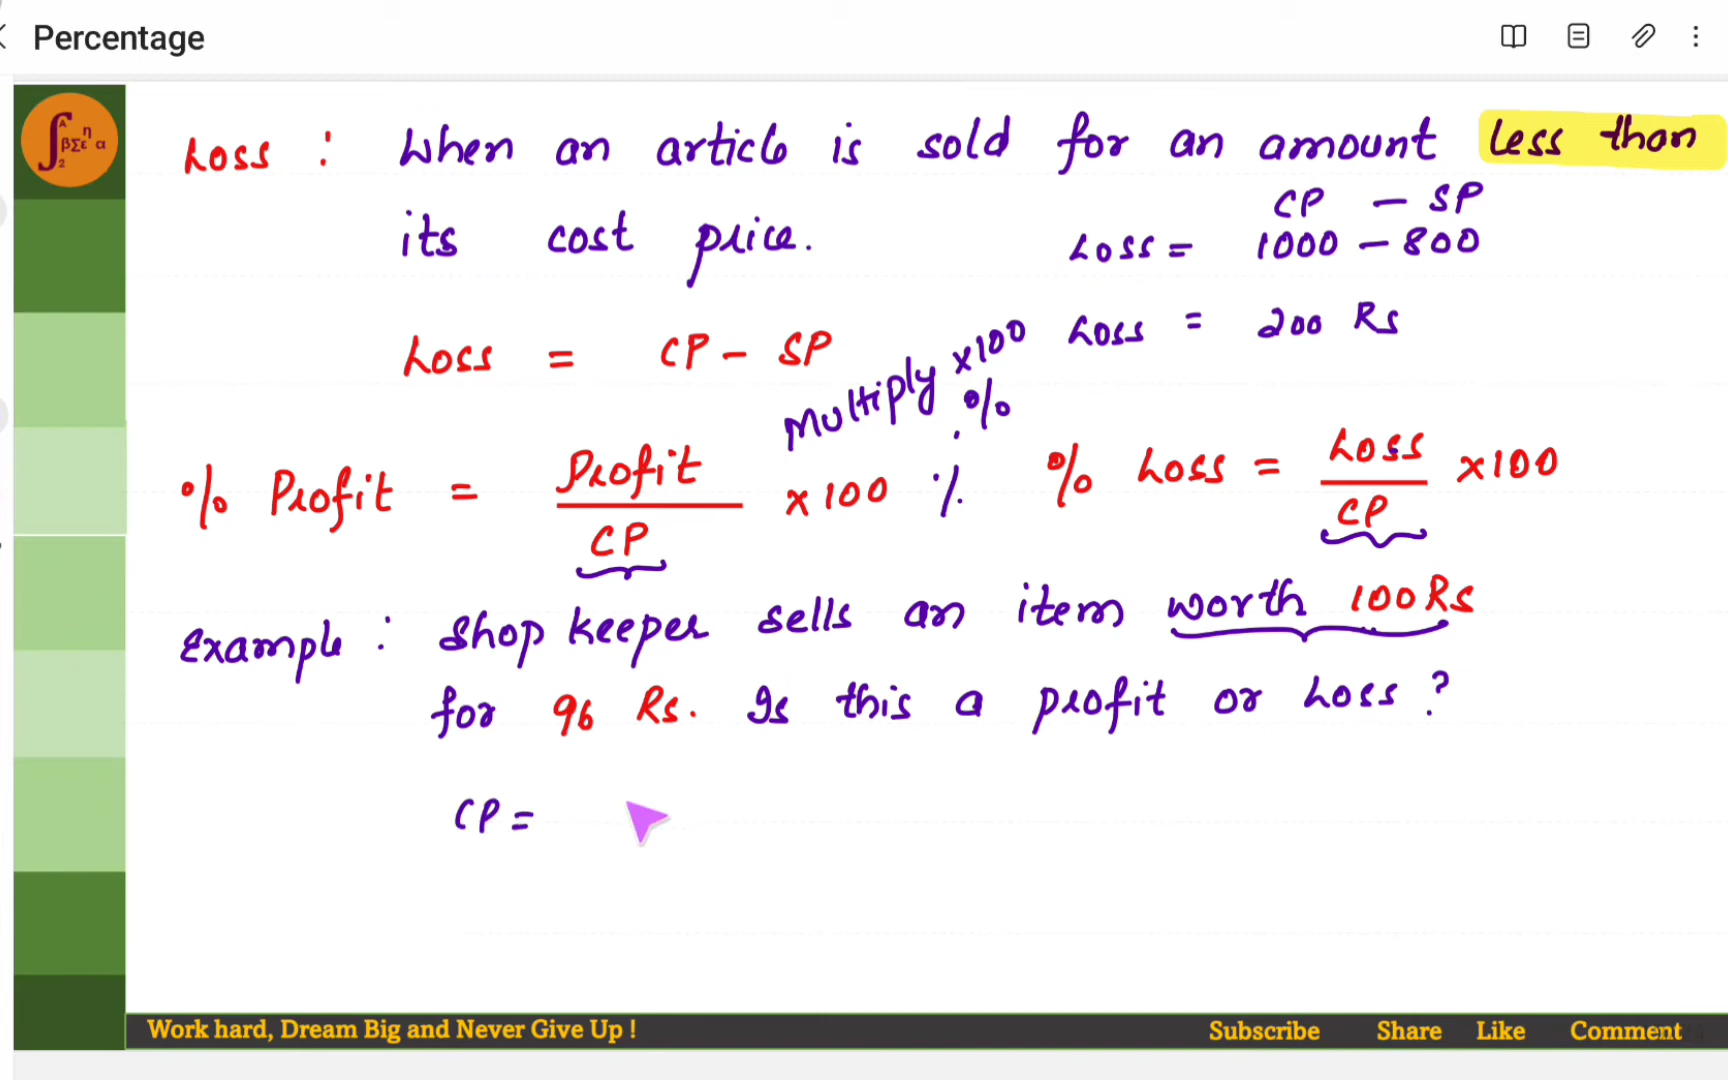 Percentage
Loss : When an article is sold for an amount less than
its cost price.
CP - SP
Loss = 1000 - 800
Loss = 200 Rs
Loss = CP - SP
Multiply ×100
%
% Profit = Profit / CP × 100 %
% Loss = Loss / CP ×100
Example : Shop keeper sells an item worth 100Rs
for 96 Rs. Is this a profit or Loss ?
CP =
Work hard, Dream Big and Never Give Up !
Subscribe Share Like Comment